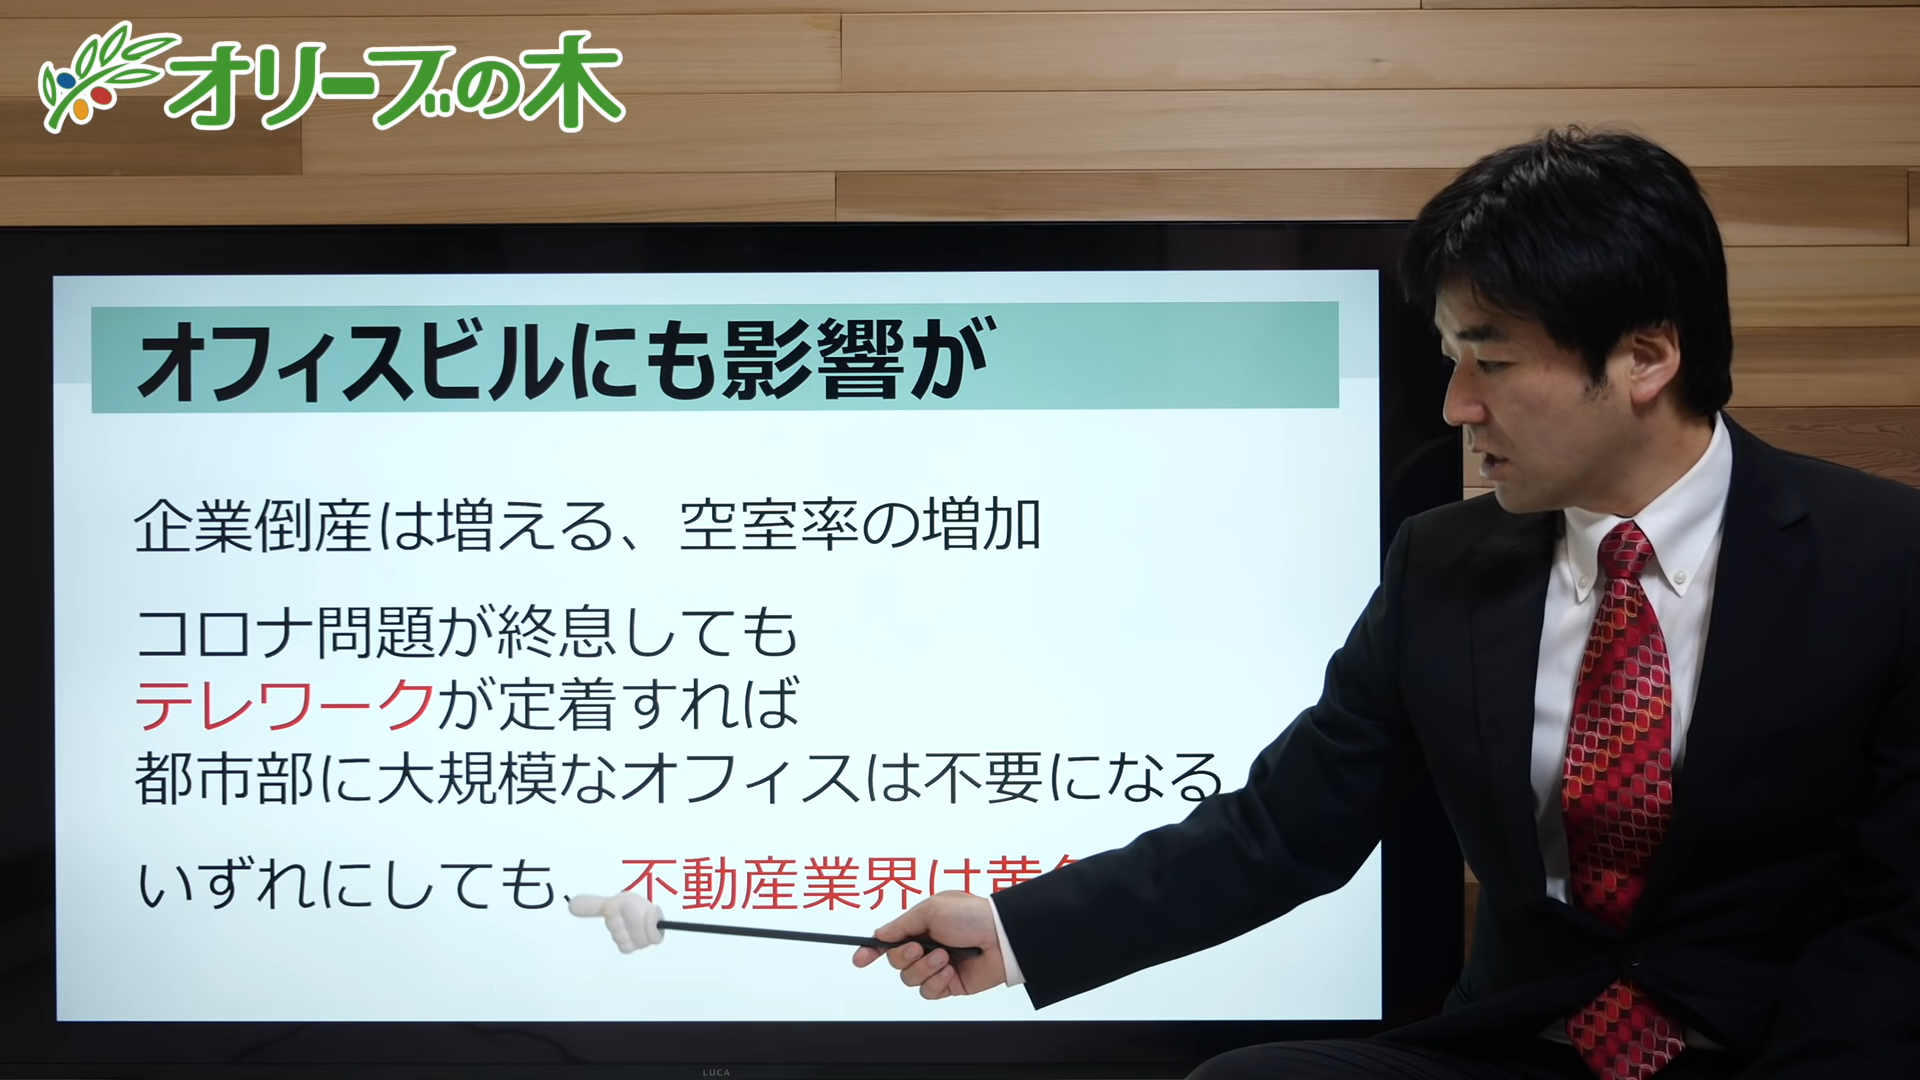 オリーブの木
オフィスビルにも影響が
企業倒産は増える、空室率の増加
コロナ問題が終息しても
テレワークが定着すれば
都市部に大規模なオフィスは不要になる
いずれにしても、不動産業界は黄
LUCA